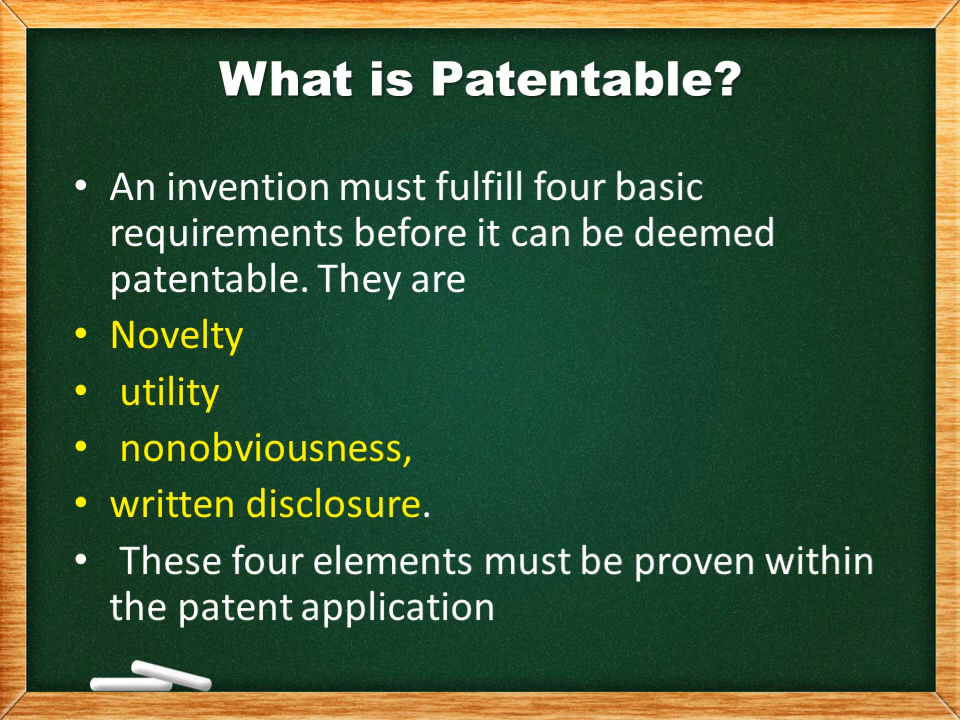 What is Patentable?
• An invention must fulfill four basic
requirements before it can be deemed
patentable. They are
• Novelty
• utility
• nonobviousness,
• written disclosure.
• These four elements must be proven within
the patent application